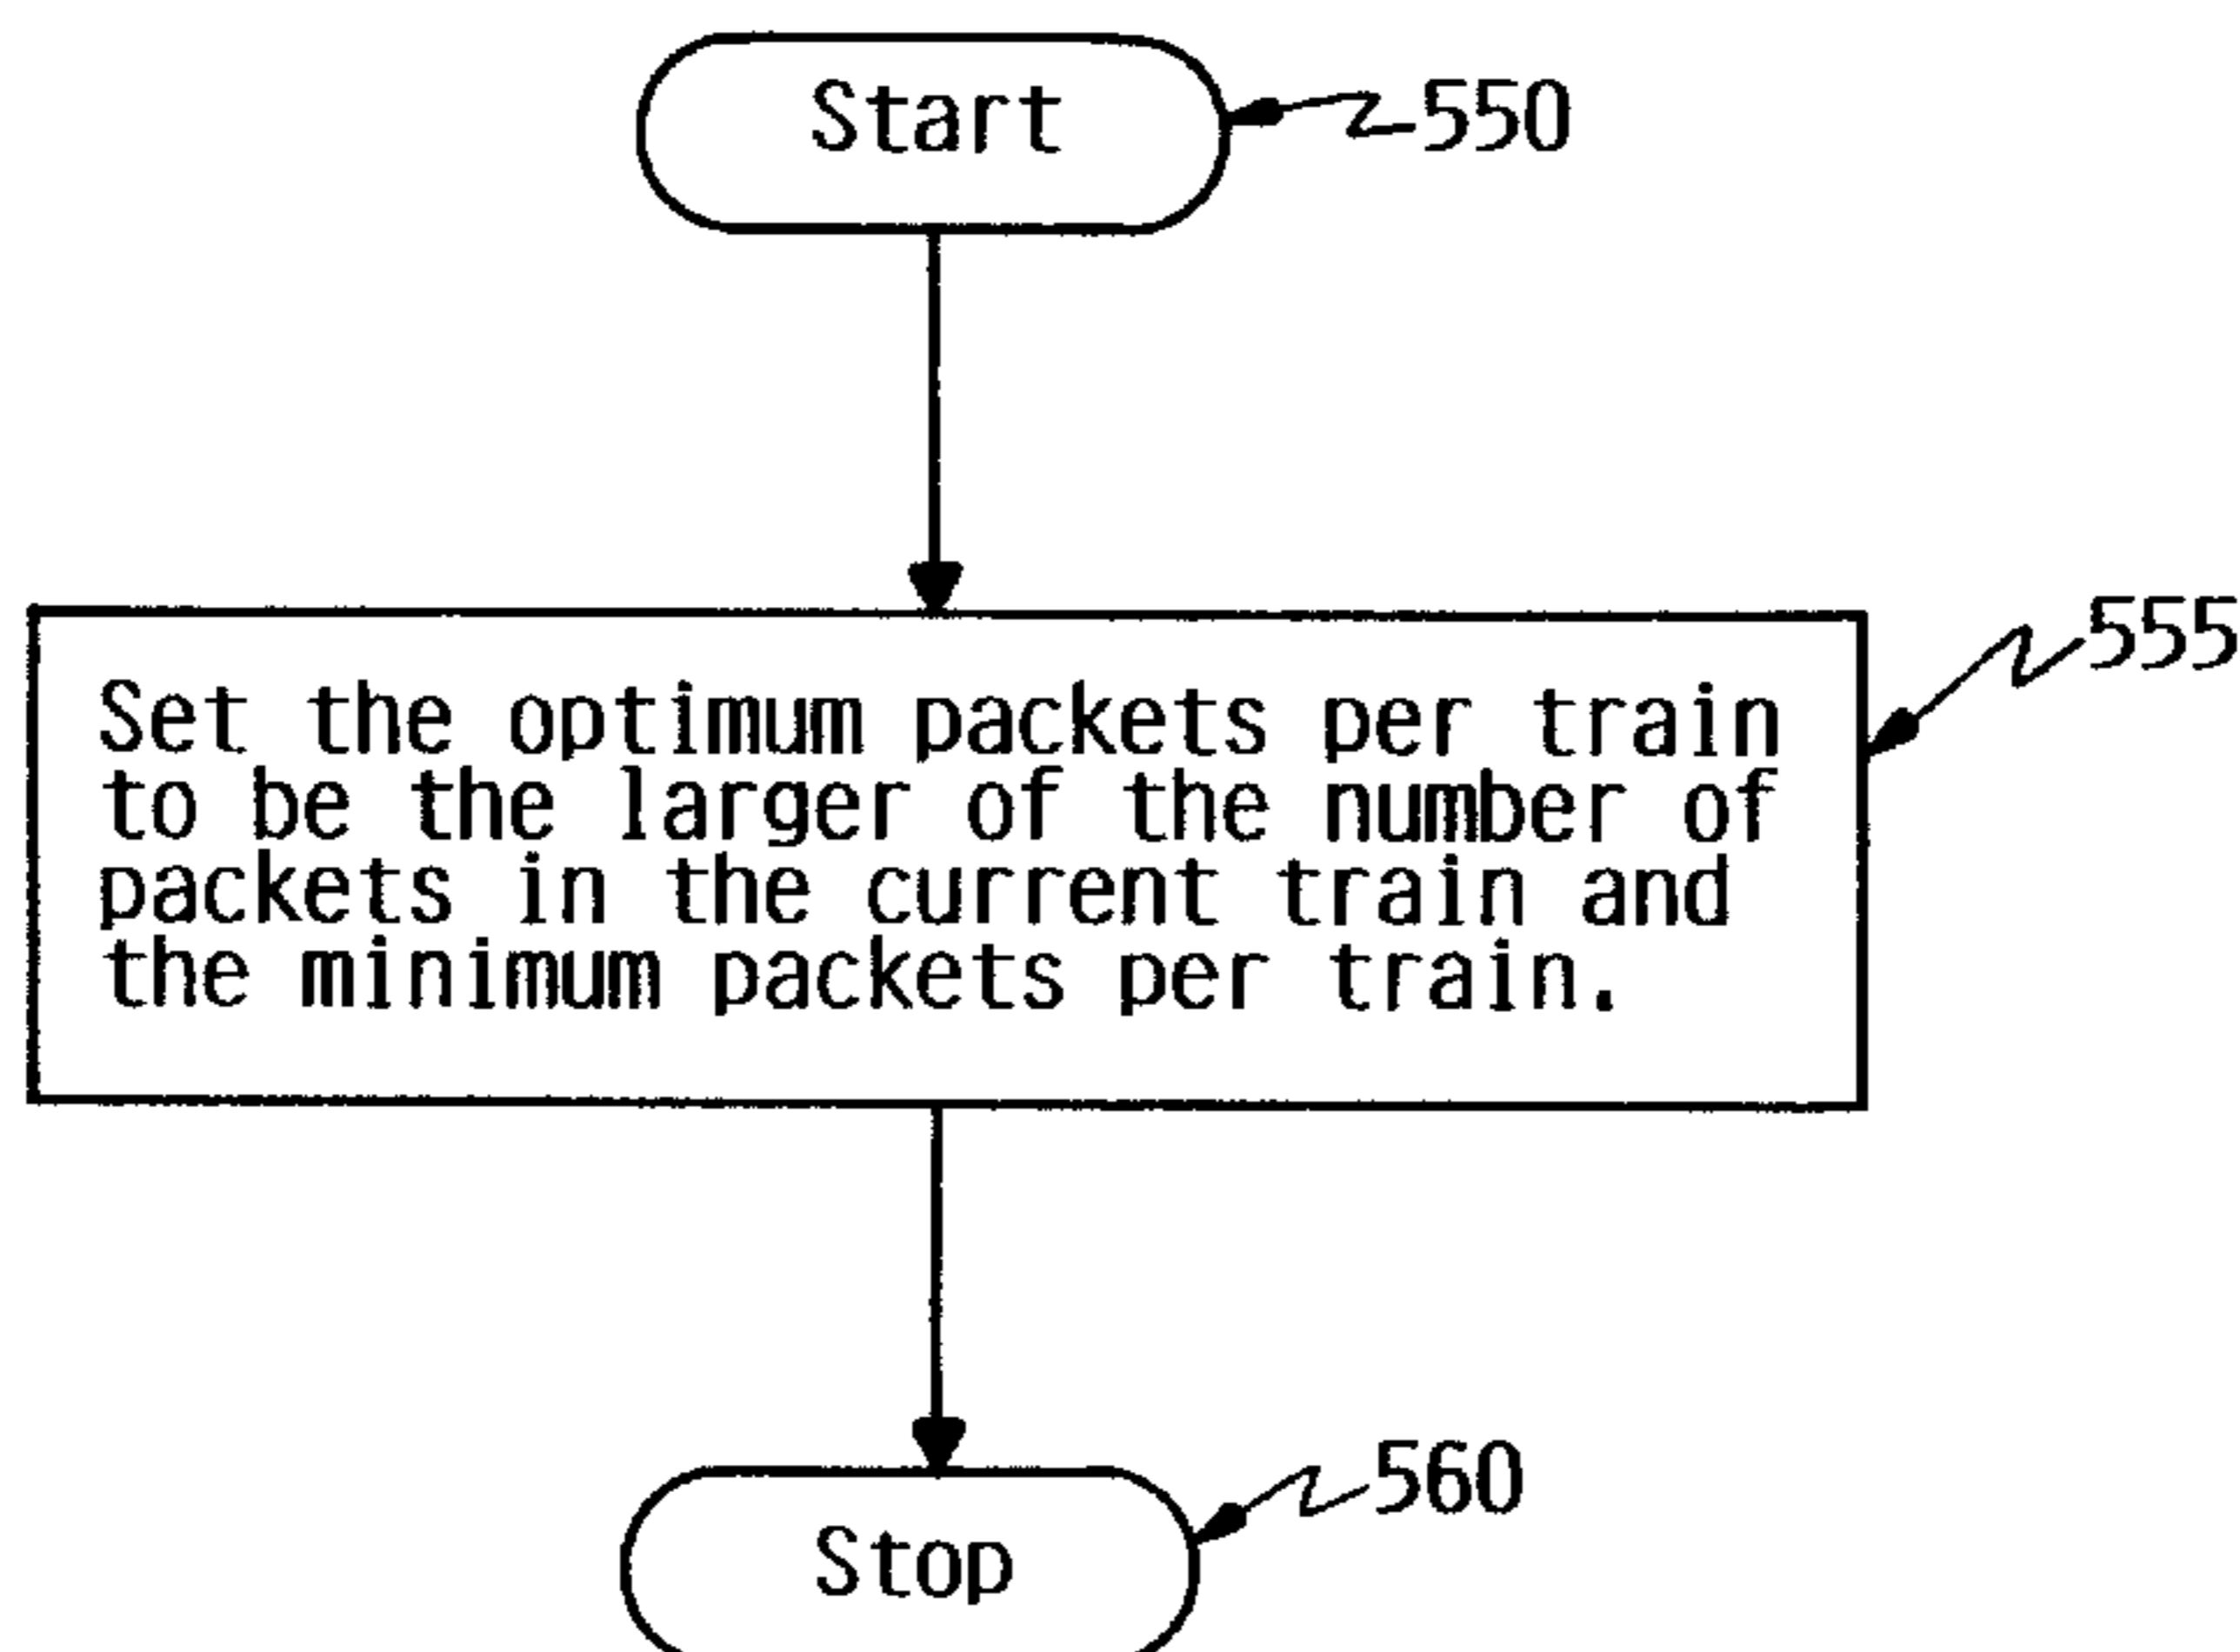 Start
550
555
Set the optimum packets per train
to be the larger of the number of
packets in the current train and
the minimum packets per train.
560
Stop